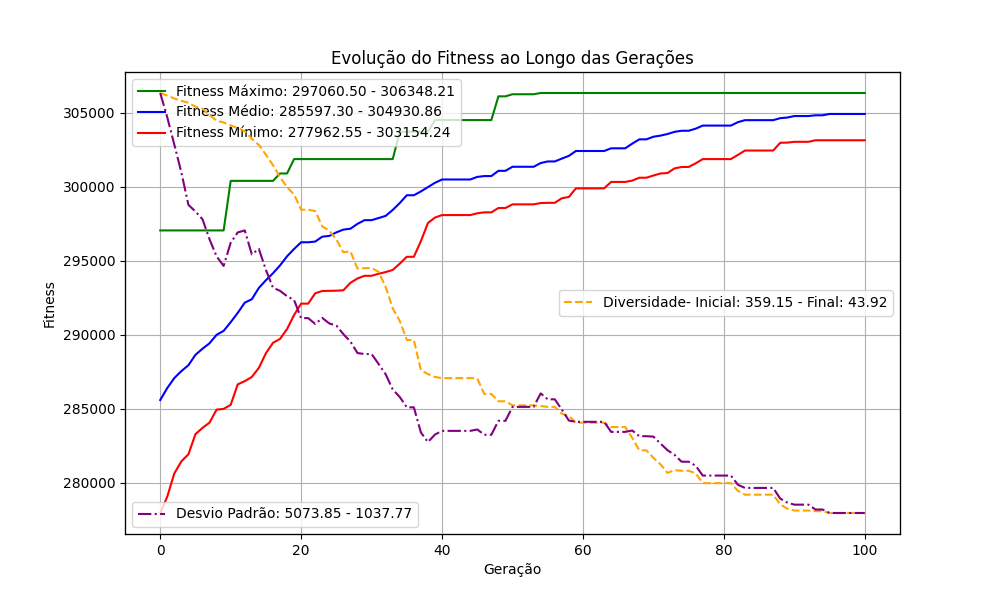 Evolução do Fitness ao Longo das Gerações
Fitness Máximo: 297060.50 - 306348.21
Fitness Médio: 285597.30 - 304930.86
Fitness Mínimo: 277962.55 - 303154.24
Diversidade- Inicial: 359.15 - Final: 43.92
Desvio Padrão: 5073.85 - 1037.77
Fitness
305000
300000
295000
290000
285000
280000
0 20 40 60 80 100
Geração